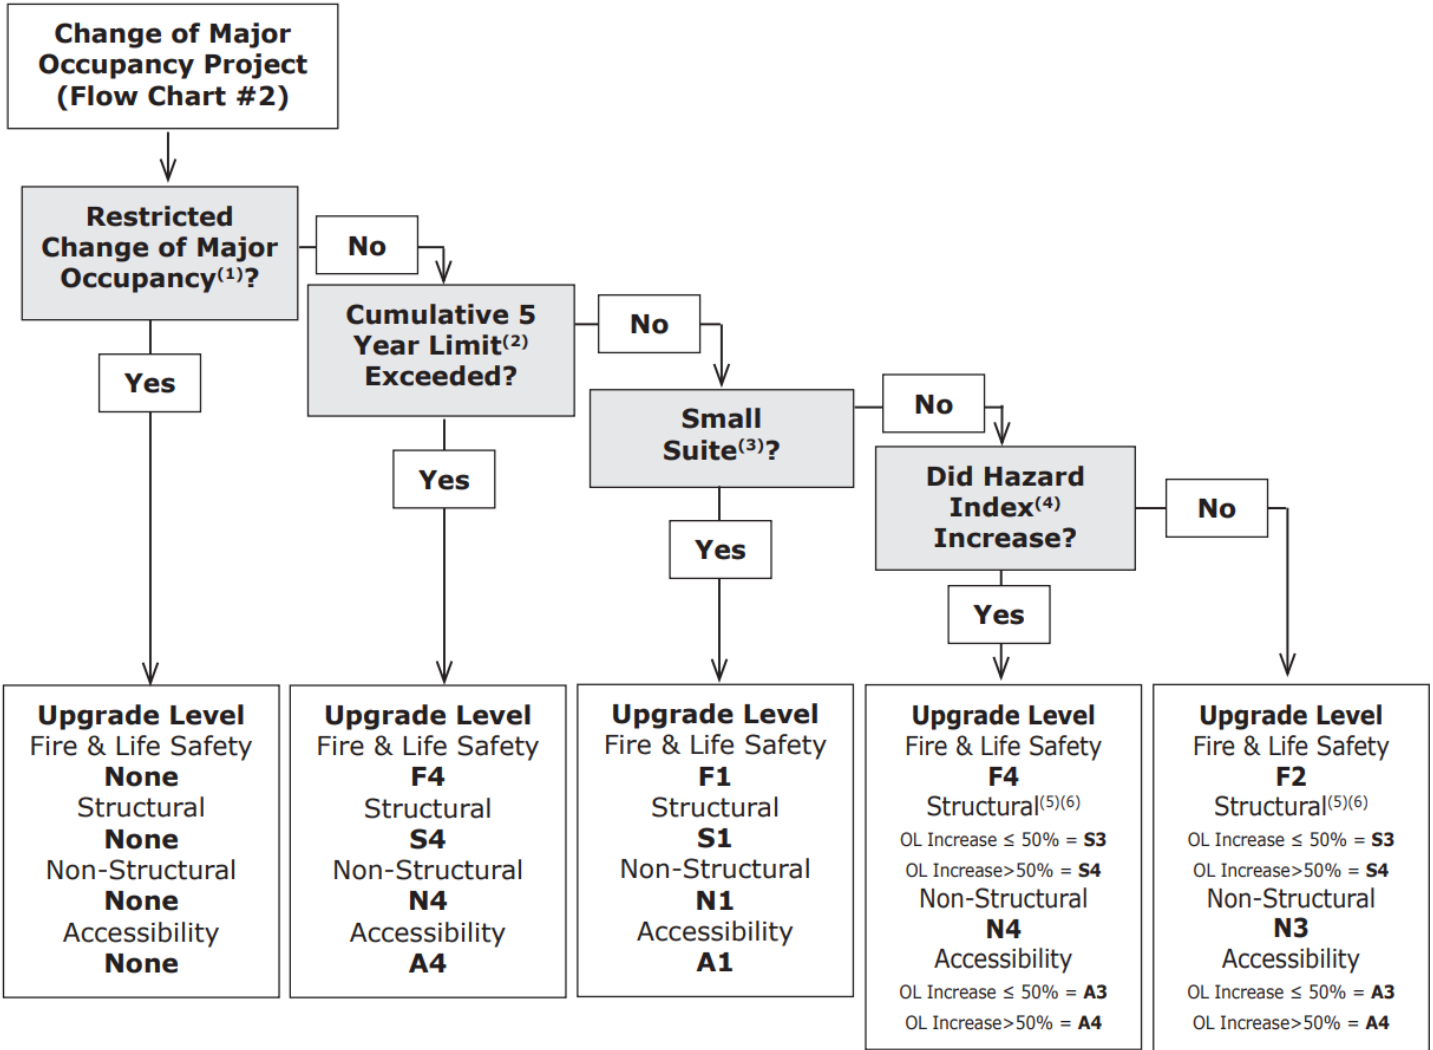 Change of Major
Occupancy Project
(Flow Chart #2)
Restricted
Change of Major
Occupancy(1)?
No
Yes
Cumulative 5
Year Limit(2)
Exceeded?
No
Yes
Small
Suite(3)?
No
Yes
Did Hazard
Index(4)
Increase?
No
Yes
Upgrade Level
Fire & Life Safety
None
Structural
None
Non-Structural
None
Accessibility
None
Upgrade Level
Fire & Life Safety
F4
Structural
S4
Non-Structural
N4
Accessibility
A4
Upgrade Level
Fire & Life Safety
F1
Structural
S1
Non-Structural
N1
Accessibility
A1
Upgrade Level
Fire & Life Safety
F4
Structural(5)(6)
OL Increase ≤ 50% = S3
OL Increase>50% = S4
Non-Structural
N4
Accessibility
OL Increase ≤ 50% = A3
OL Increase>50% = A4
Upgrade Level
Fire & Life Safety
F2
Structural(5)(6)
OL Increase ≤ 50% = S3
OL Increase>50% = S4
Non-Structural
N3
Accessibility
OL Increase ≤ 50% = A3
OL Increase>50% = A4